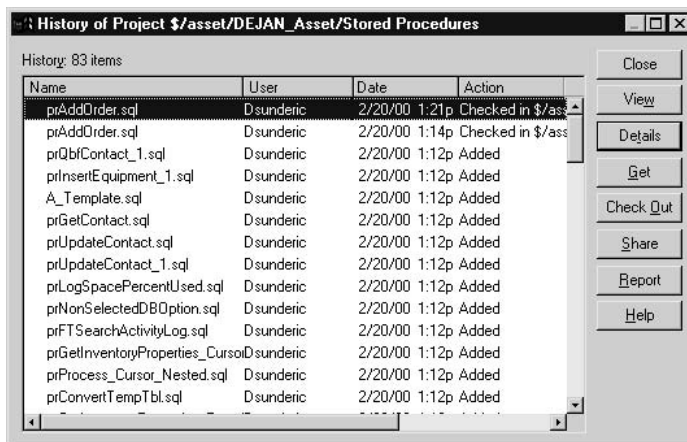 History of Project $/asset/DEJAN_Asset/Stored Procedures
History: 83 items
Name User Date Action
prAddOrder.sql Dsunderic 2/20/00 1:21p Checked in $/ass
prAddOrder.sql Dsunderic 2/20/00 1:14p Checked in $/ass
prQbfContact_1.sql Dsunderic 2/20/00 1:12p Added
prInsertEquipment_1.sql Dsunderic 2/20/00 1:12p Added
A_Template.sql Dsunderic 2/20/00 1:12p Added
prGetContact.sql Dsunderic 2/20/00 1:12p Added
prUpdateContact.sql Dsunderic 2/20/00 1:12p Added
prUpdateContact_1.sql Dsunderic 2/20/00 1:12p Added
prLogSpacePercentUsed.sql Dsunderic 2/20/00 1:12p Added
prNonSelectedDBOption.sql Dsunderic 2/20/00 1:12p Added
prFTSearchActivityLog.sql Dsunderic 2/20/00 1:12p Added
prGetInventoryProperties_Cursor Dsunderic 2/20/00 1:12p Added
prProcess_Cursor_Nested.sql Dsunderic 2/20/00 1:12p Added
prConvertTempTbl.sql Dsunderic 2/20/00 1:12p Added
Close
View
Details
Get
Check Out
Share
Report
Help